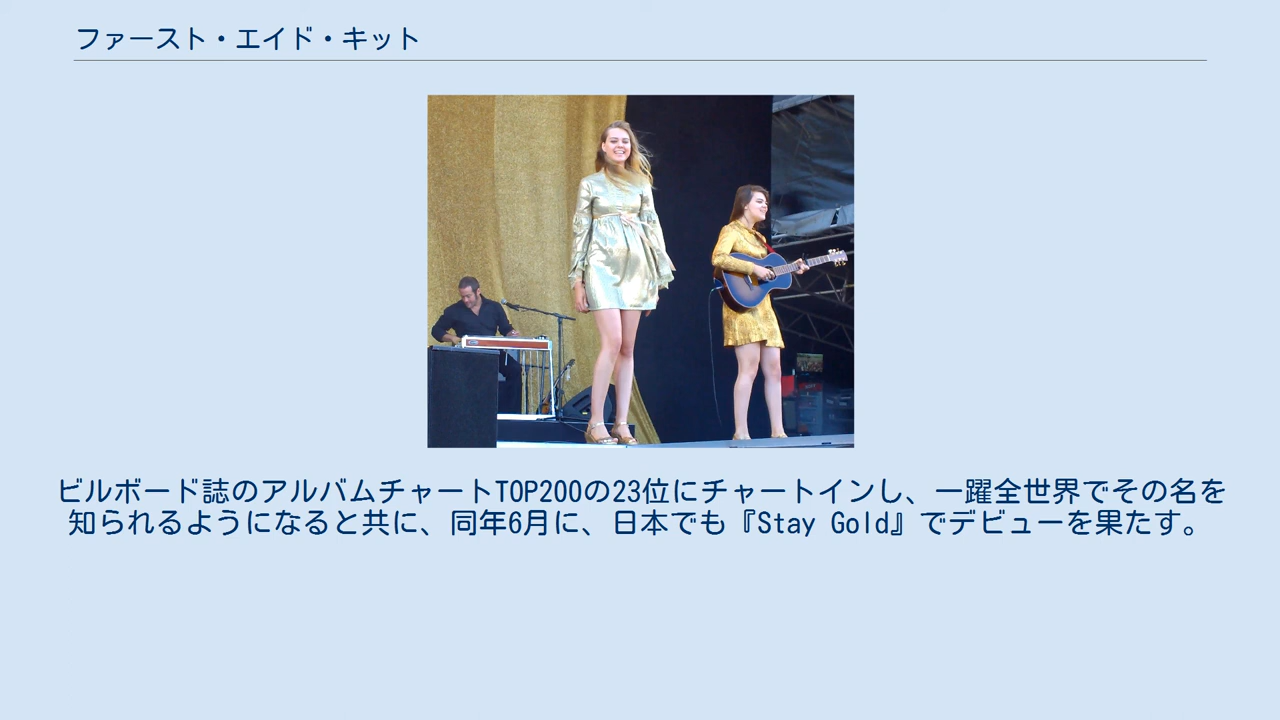 ファースト・エイド・キット
ビルボード誌のアルバムチャートTOP200の23位にチャートインし、一躍全世界でその名を
知られるようになると共に、同年6月に、日本でも『Stay Gold』でデビューを果たす。